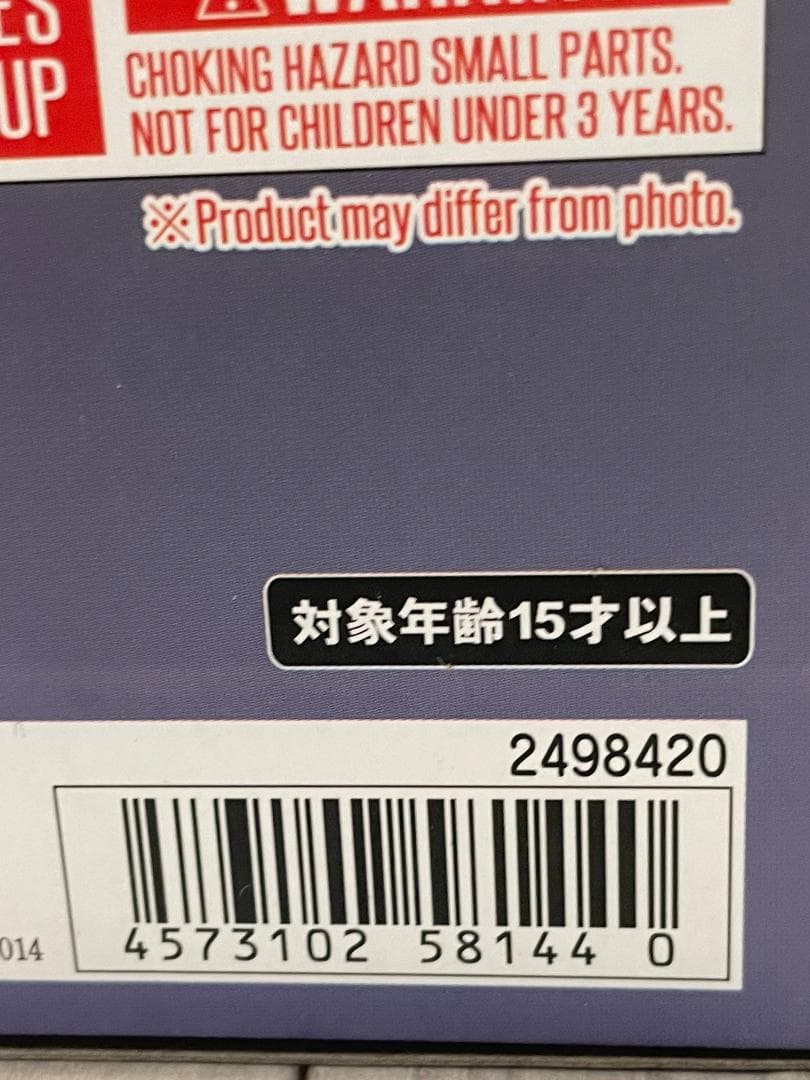 UP
CHOKING HAZARD SMALL PARTS.
NOT FOR CHILDREN UNDER 3 YEARS.
※Product may differ from photo.
対象年齢15才以上
2498420
4573102 58144 0
014